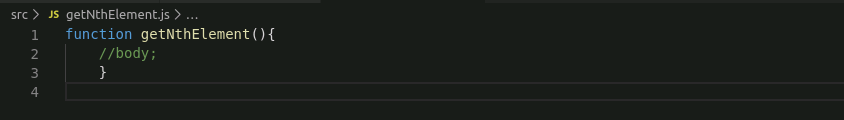 src > JS getNthElement.js > ...
1 function getNthElement(){
2 //body;
3 }
4